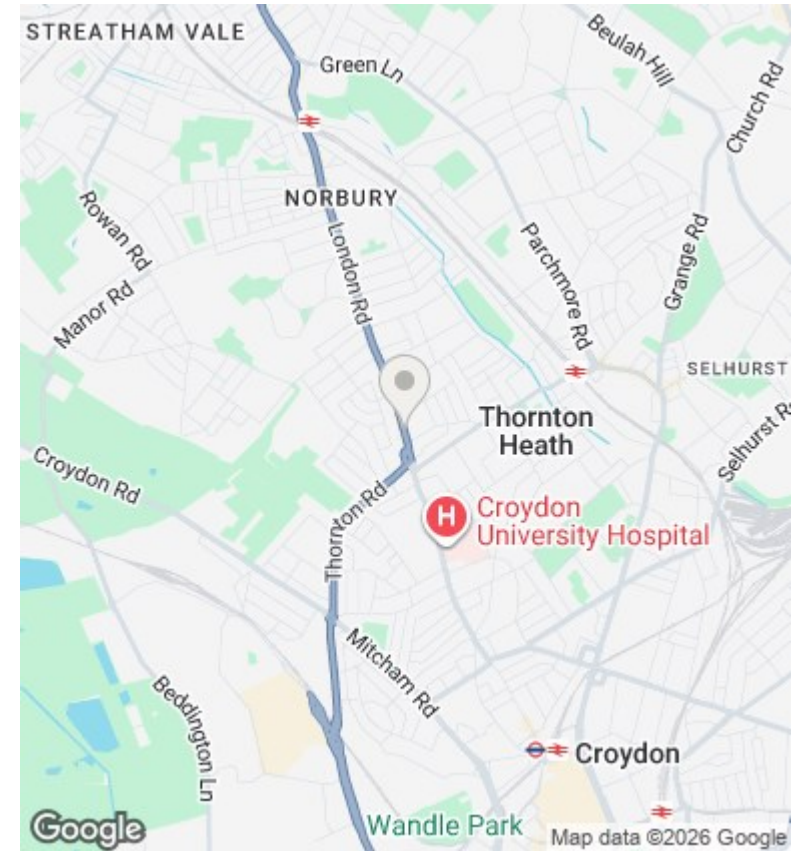 STREATHAM VALE
Green Ln
Beulah Hill
Church Rd
NORBURY
Rowan Rd
London Rd
Grange Rd
Manor Rd
Parchmore Rd
SELHURST
Thornton
Heath
Selhurst Rd
Croydon Rd
Thornton Rd
H
Croydon
University Hospital
Mitcham Rd
Beddington Ln
Croydon
Wandle Park
Google
Map data ©2026 Google